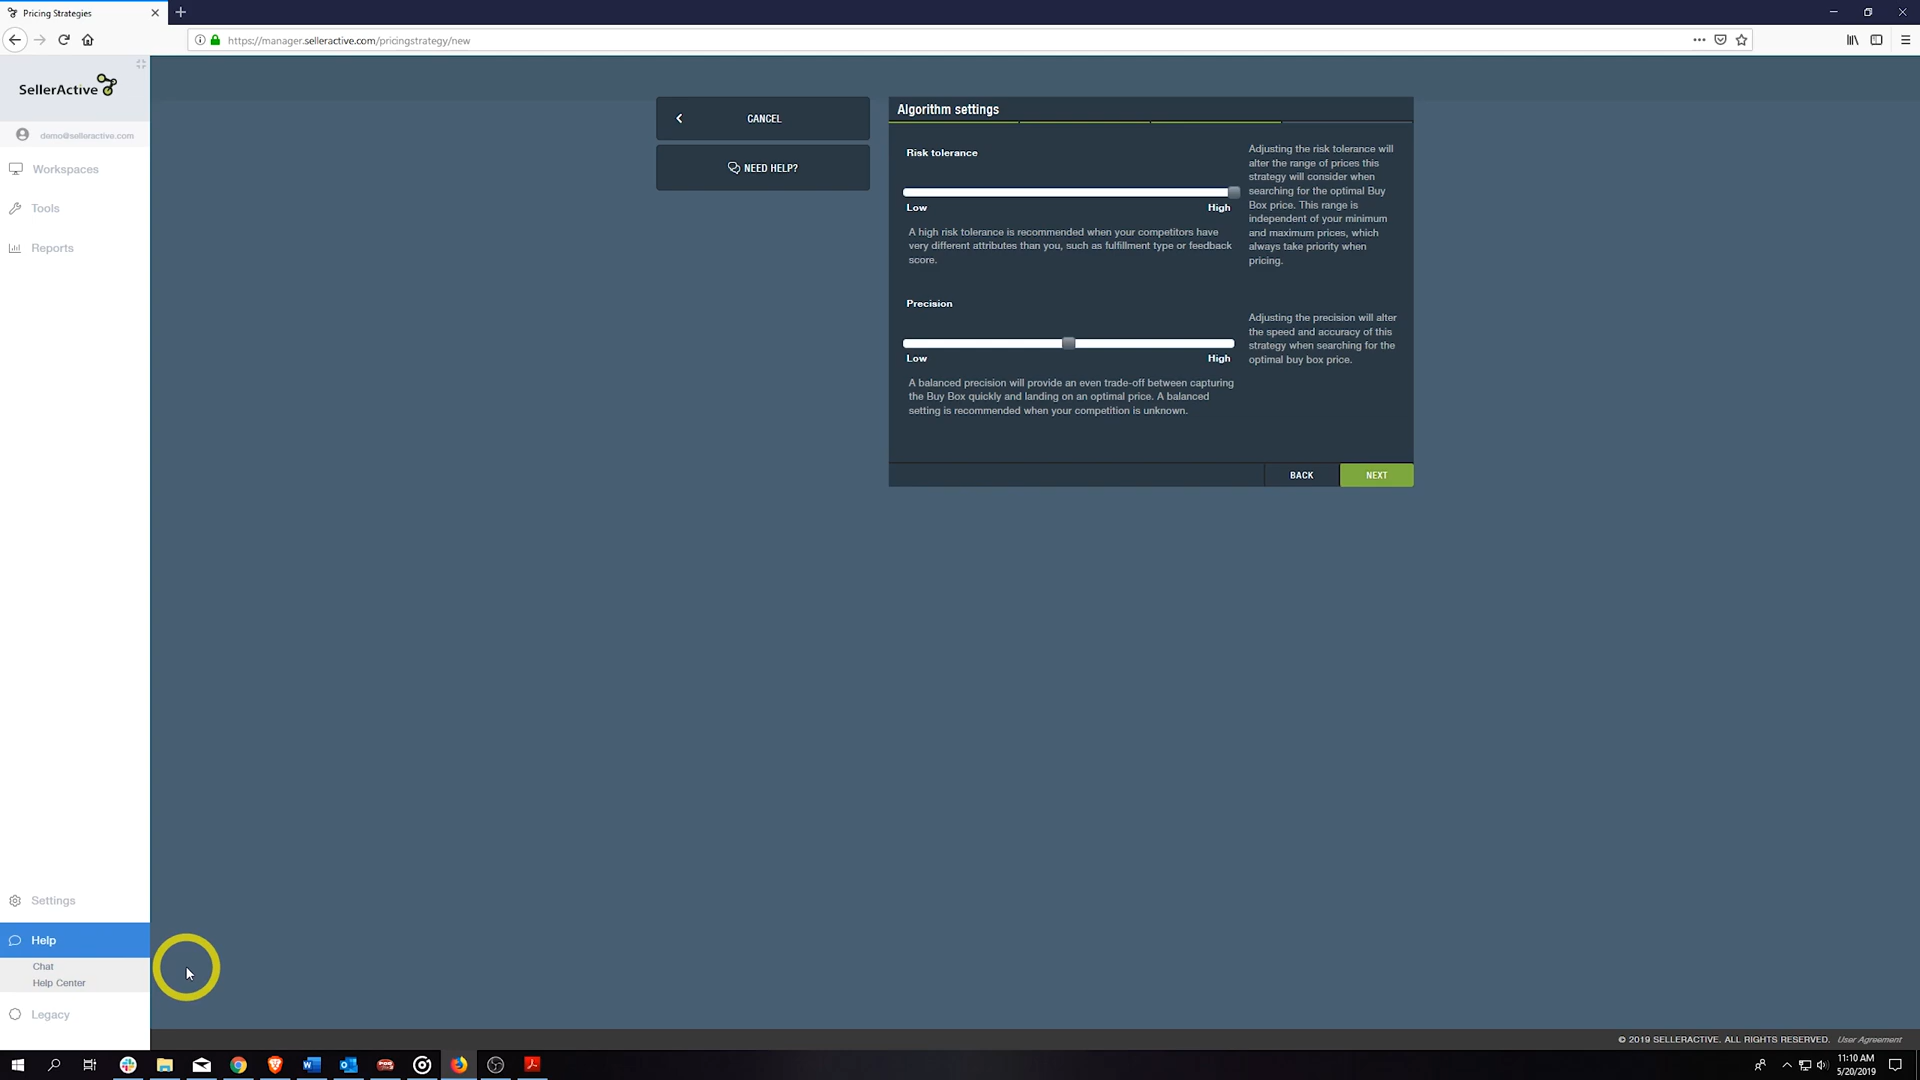 Pricing Strategies
https://manager.selleractive.com/pricingstrategy/new
SellerActive
demo@selleractive.com
Workspaces
Tools
Reports
Settings
Help
Chat
Help Center
Legacy
CANCEL
NEED HELP?
Algorithm settings
Risk tolerance
Low
High
A high risk tolerance is recommended when your competitors have
very different attributes than you, such as fulfillment type or feedback
score.
Adjusting the risk tolerance will
alter the range of prices this
strategy will consider when
searching for the optimal Buy
Box price. This range is
independent of your minimum
and maximum prices, which
always take priority when
pricing.
Precision
Low
High
A balanced precision will provide an even trade-off between capturing
the Buy Box quickly and landing on an optimal price. A balanced
setting is recommended when your competition is unknown.
Adjusting the precision will alter
the speed and accuracy of this
strategy when searching for the
optimal buy box price.
BACK
NEXT
© 2019 SELLERACTIVE. ALL RIGHTS RESERVED. User Agreement
11:10 AM
5/20/2019